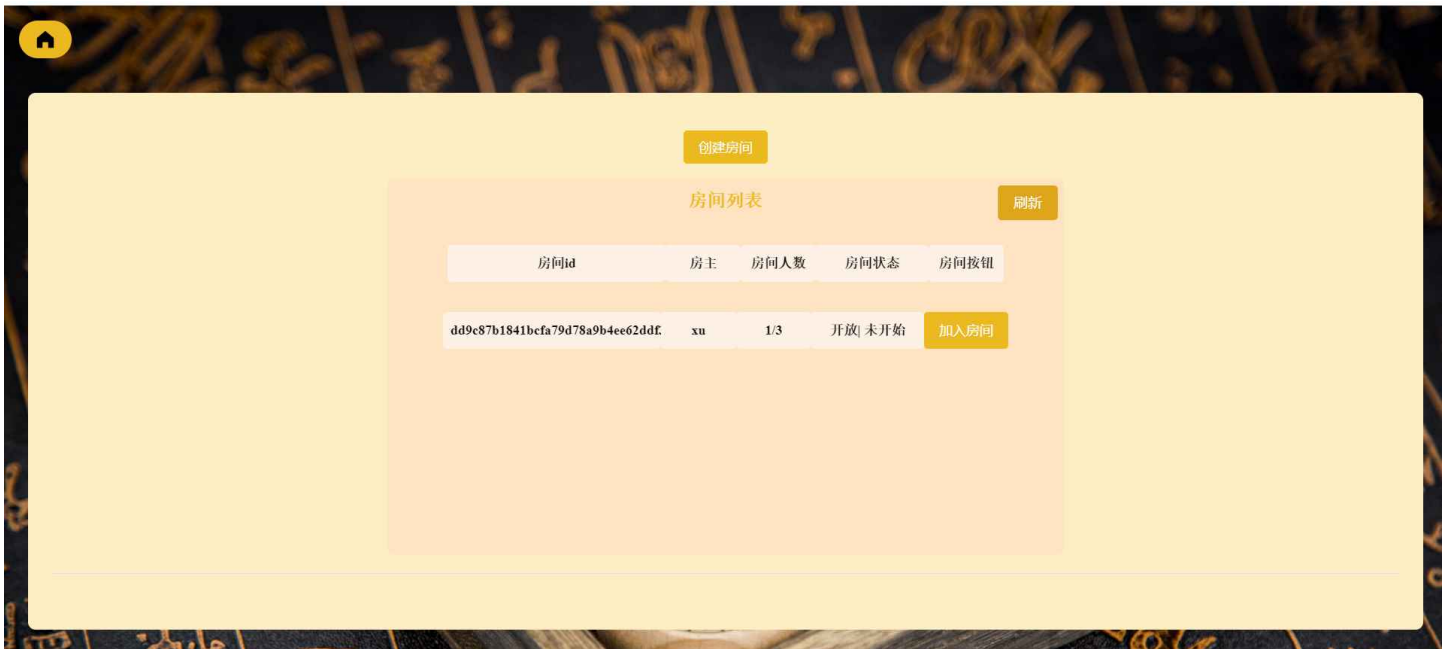 创建房间
房间列表
刷新
房间id 房主 房间人数 房间状态 房间按钮
dd9c87b1841bcfa79d78a9b4ee62ddf. xu 1/3 开放| 未开始 加入房间